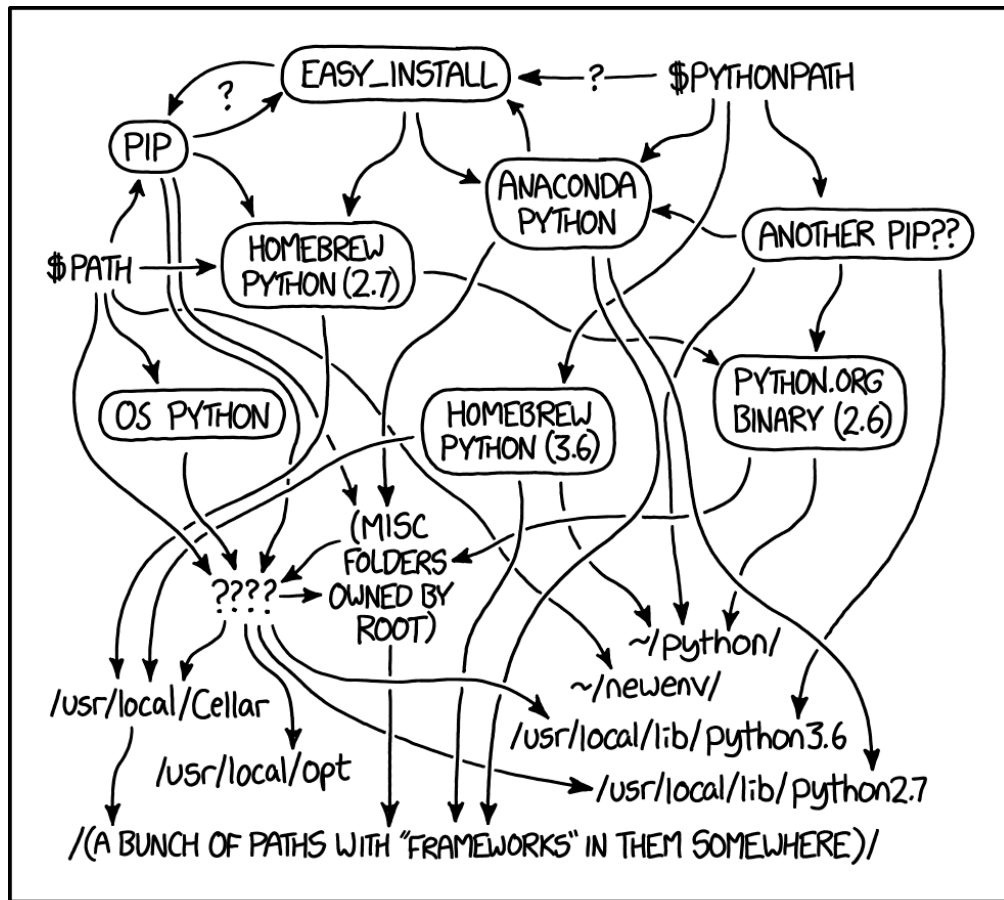 EASY_INSTALL
?
$PYTHONPATH
?
PIP
ANACONDA
PYTHON
ANOTHER PIP??
HOMEBREW
PYTHON (2.7)
$PATH
PYTHON.ORG
BINARY (2.6)
OS PYTHON
HOMEBREW
PYTHON (3.6)
(MISC
FOLDERS
OWNED BY
ROOT)
????
~/python/
~/newenv/
/usr/local/Cellar
/usr/local/lib/python3.6
/usr/local/opt
/usr/local/lib/python2.7
/(A BUNCH OF PATHS WITH "FRAMEWORKS" IN THEM SOMEWHERE)/